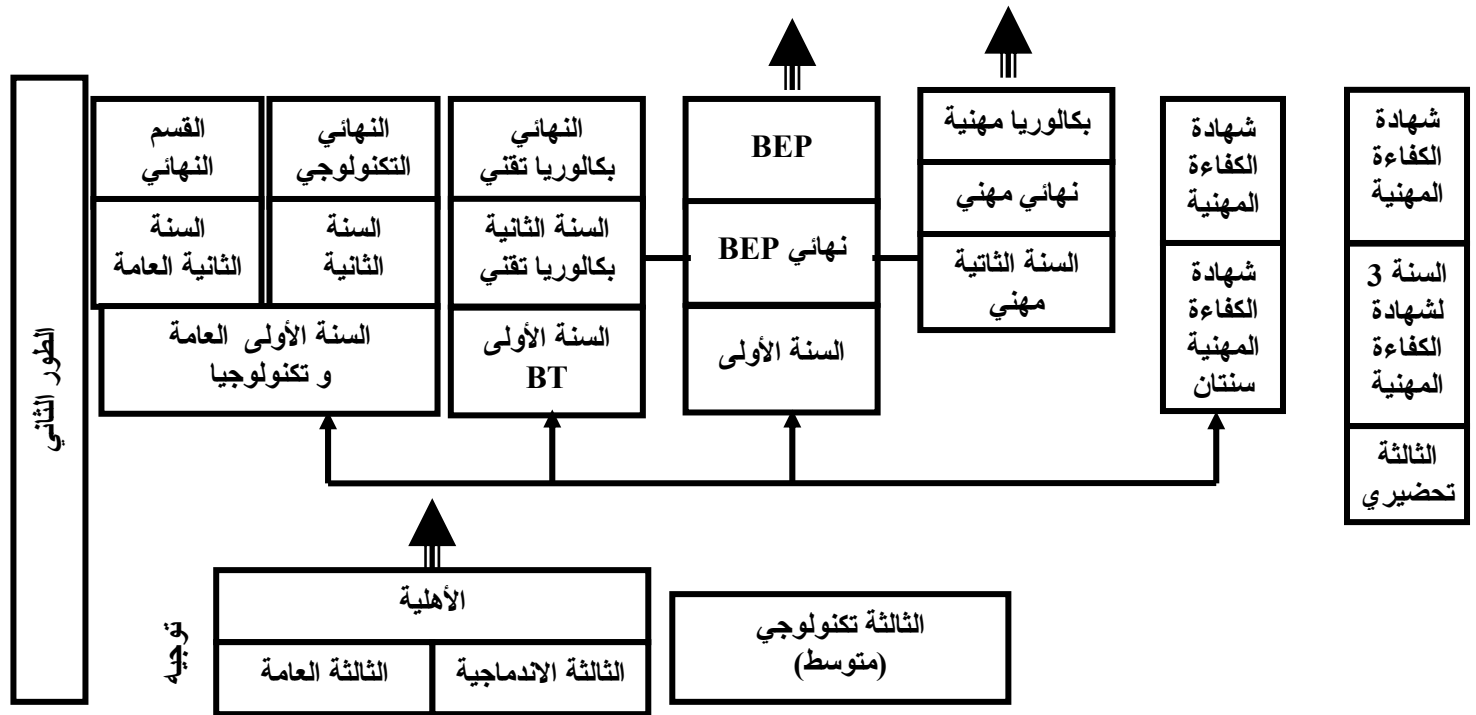 الطور الثاني
القسم
النهائي
السنة
الثانية العامة
النهائي
التكنولوجي
السنة
الثانية
السنة الأولى العامة
و تكنولوجيا
النهائي
بكالوريا تقني
السنة الثانية
بكالوريا تقني
السنة الأولى
BT
BEP
نهائي BEP
السنة الأولى
بكالوريا مهنية
نهائي مهني
السنة الثاتية
مهني
شهادة
الكفاءة
المهنية
شهادة
الكفاءة
المهنية
سنتان
شهادة
الكفاءة
المهنية
السنة 3
لشهادة
الكفاءة
المهنية
الثالثة
تحضيري
توجيه
الأهلية
الثالثة العامة
الثالثة الاندماجية
الثالثة تكنولوجي
(متوسط)